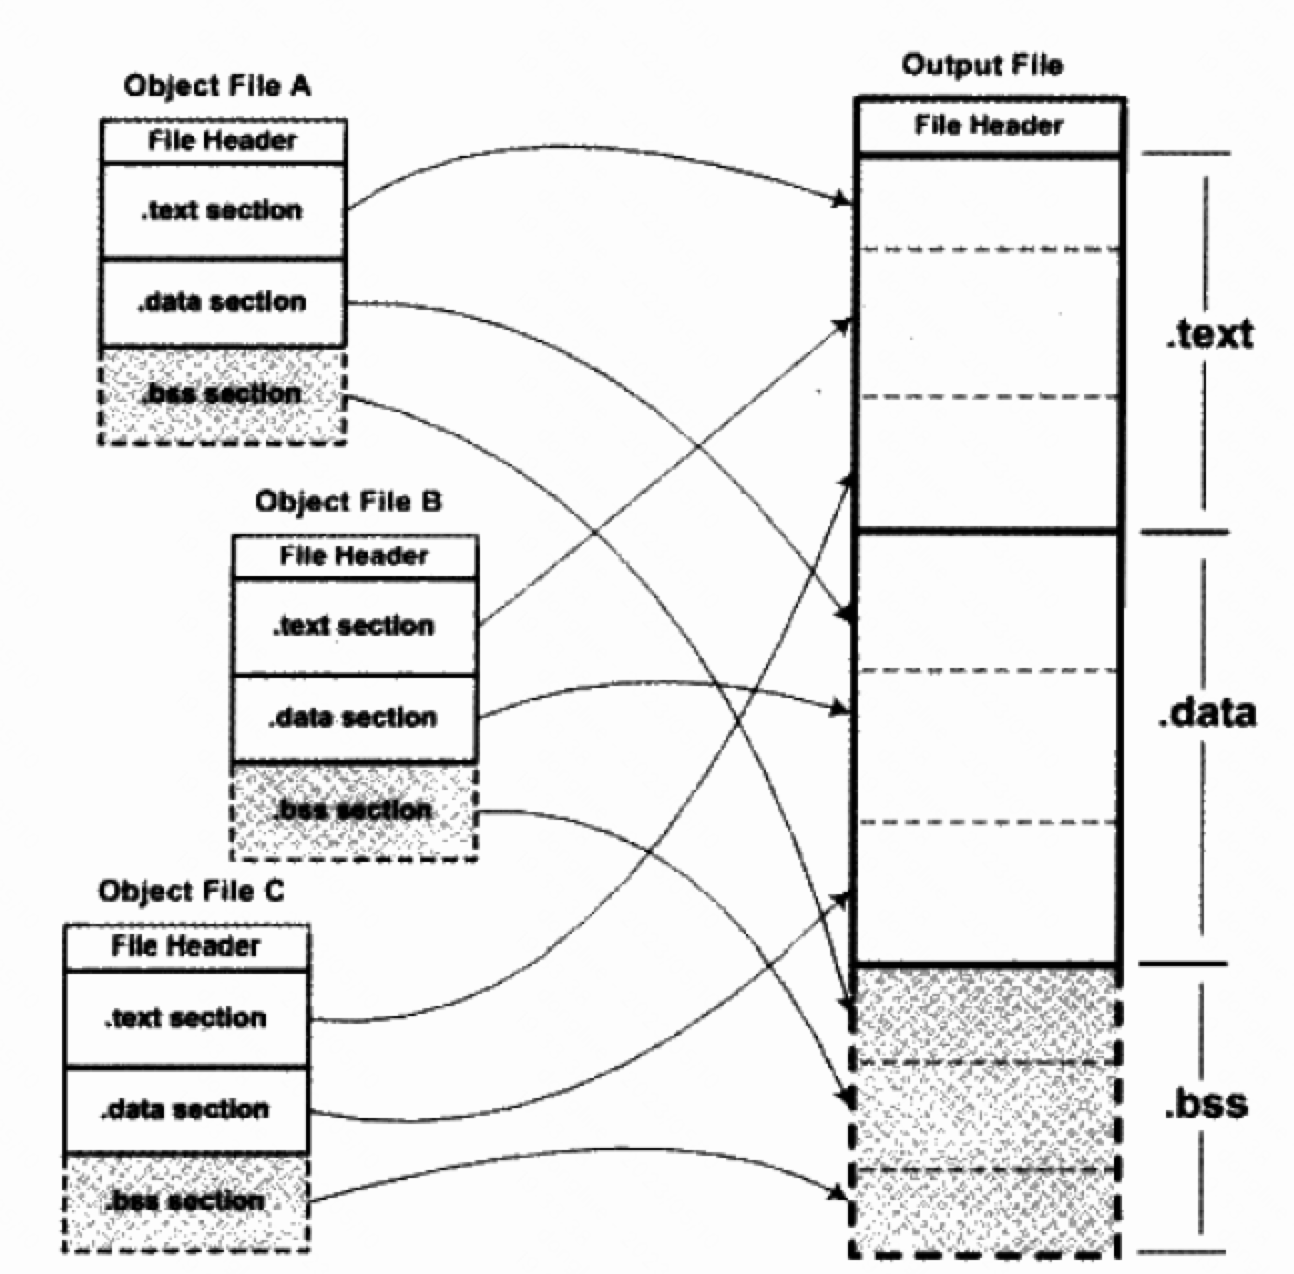 Object File A
File Header
.text section
.data section
.bss section
Object File B
File Header
.text section
.data section
.bss section
Object File C
File Header
.text section
.data section
.bss section
Output File
File Header
.text
.data
.bss